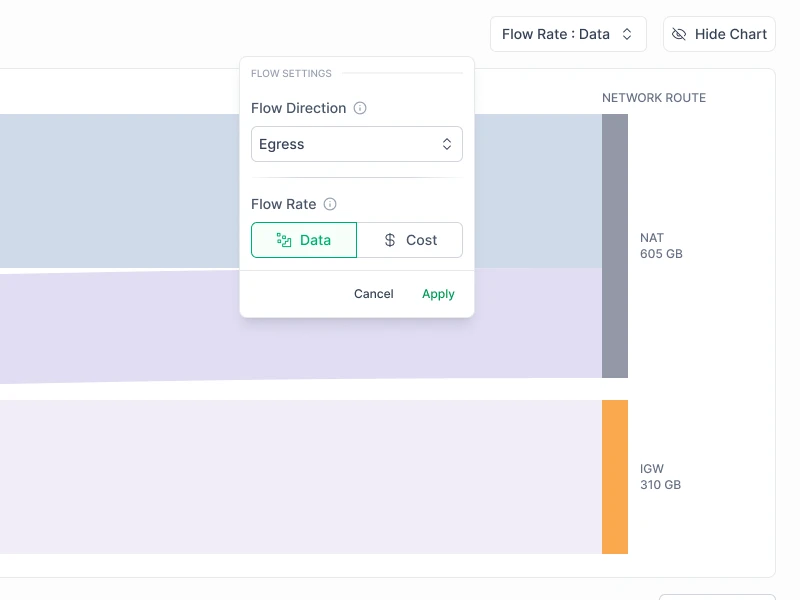 Flow Rate : Data
Hide Chart
FLOW SETTINGS
Flow Direction
Egress
Flow Rate
Data
$ Cost
Cancel
Apply
NETWORK ROUTE
NAT
605 GB
IGW
310 GB